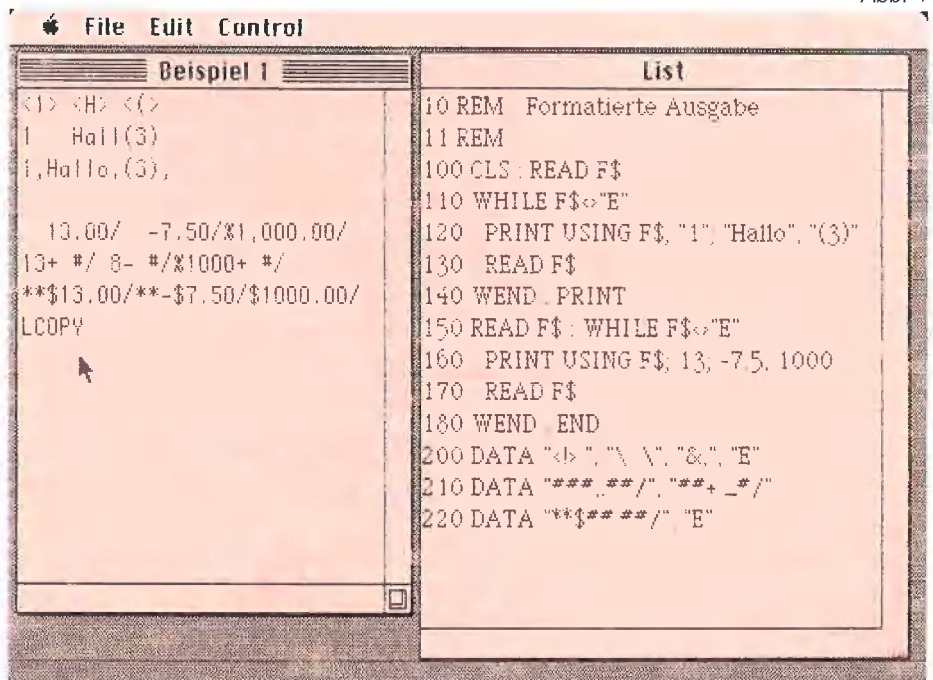 File Edit Control
Beispiel 1
<1> <H> <(>
1 Hall(3)
1,Hallo,(3),
13.00/ -7.50/%1,000.00/
13+ #/ 8- #/%1000+ #/
**$13.00/**-$7.50/$1000.00/
LCOPY
List
10 REM Formatierte Ausgabe
11 REM
100 CLS : READ F$
110 WHILE F$<>"E"
120 PRINT USING F$; "1"; "Hallo", "(3)"
130 READ F$
140 WEND : PRINT
150 READ F$ : WHILE F$<>"E"
160 PRINT USING F$; 13; -7.5, 1000
170 READ F$
180 WEND : END
200 DATA "<!> ", "\ \", "&,", "E"
210 DATA "###,.##/", "##+ _#/"
220 DATA "**$##.##/", "E"